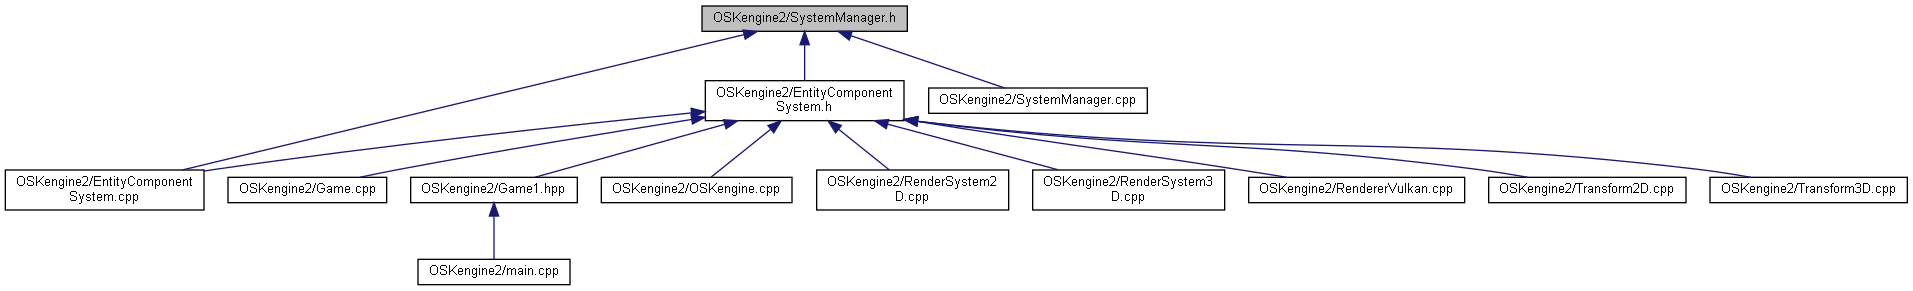 OSKengine2/SystemManager.h
OSKengine2/EntityComponent
System.h
OSKengine2/SystemManager.cpp
OSKengine2/EntityComponent
System.cpp
OSKengine2/Game.cpp
OSKengine2/Game1.hpp
OSKengine2/OSKengine.cpp
OSKengine2/RenderSystem2
D.cpp
OSKengine2/RenderSystem3
D.cpp
OSKengine2/RendererVulkan.cpp
OSKengine2/Transform2D.cpp
OSKengine2/Transform3D.cpp
OSKengine2/main.cpp